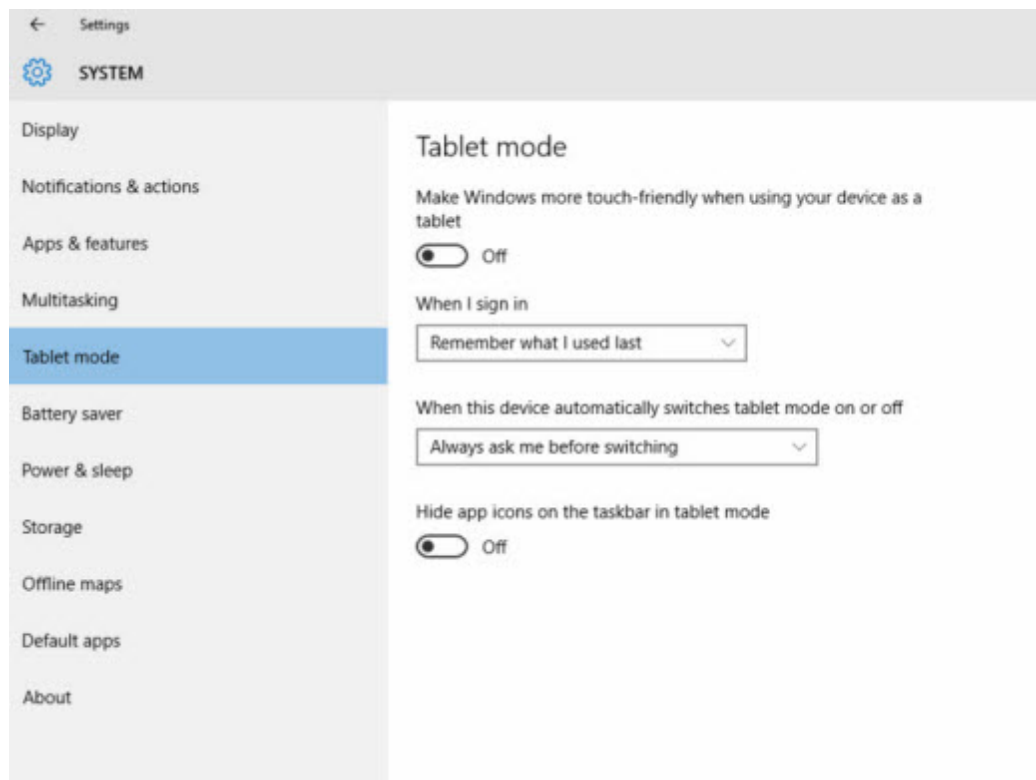 Settings
SYSTEM
Display
Notifications & actions
Apps & features
Multitasking
Tablet mode
Battery saver
Power & sleep
Storage
Offline maps
Default apps
About
Tablet mode
Make Windows more touch-friendly when using your device as a
tablet
Off
When I sign in
Remember what I used last
When this device automatically switches tablet mode on or off
Always ask me before switching
Hide app icons on the taskbar in tablet mode
Off